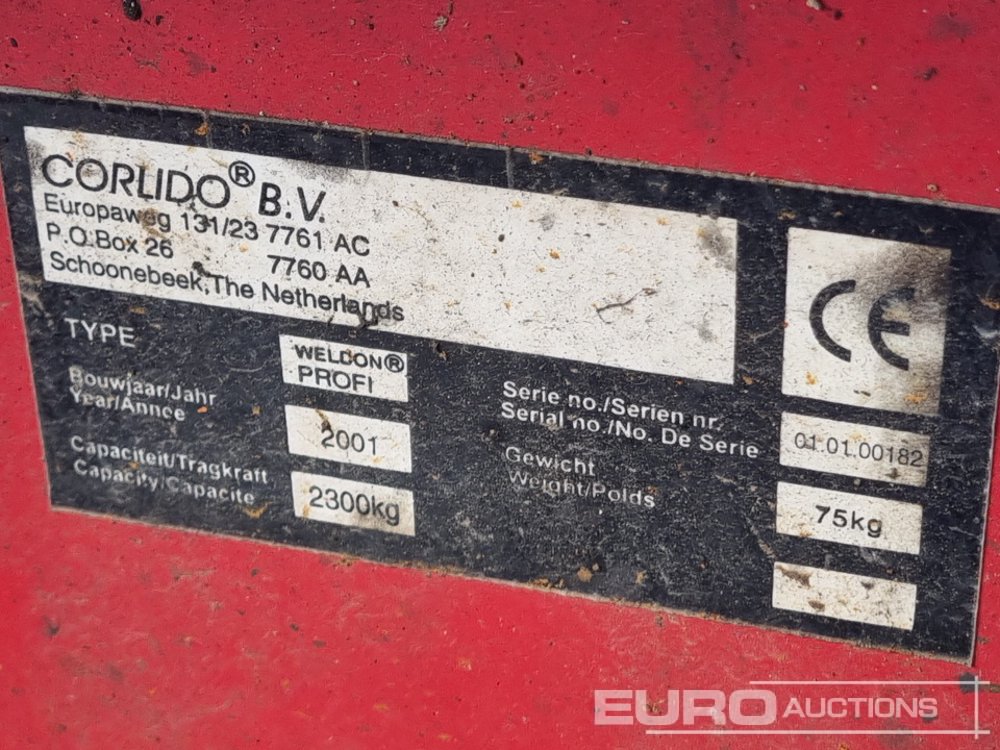 CORLIDO® B.V.
Europaweg 131/23 7761 AC
P.O.Box 26 7760 AA
Schoonebeek,The Netherlands
TYPE
WELDON®
PROFI
Bouwjaar/Jahr
Year/Annee
2001
Capaciteit/Tragkraft
Capacity/Capacite
2300kg
CE
Serie no./Serien nr.
Serial no./No. De Serie
01.01.00182
Gewicht
Weight/Poids
75kg
EURO AUCTIONS